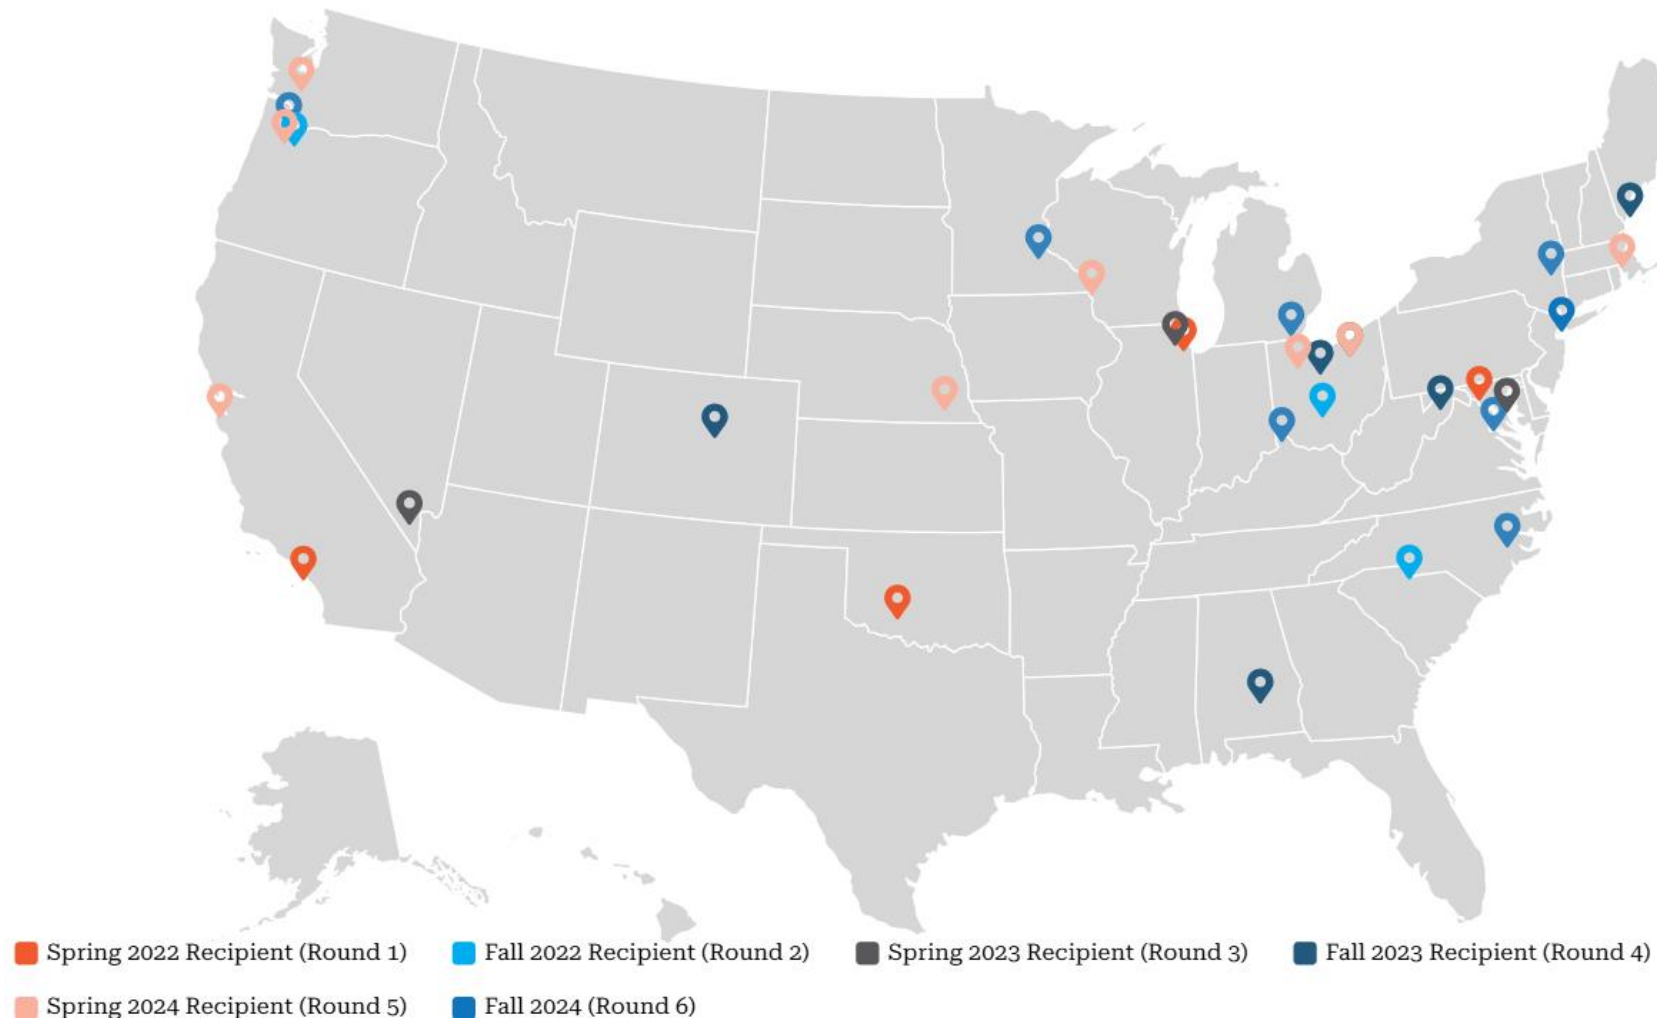 Spring 2022 Recipient (Round 1)
Fall 2022 Recipient (Round 2)
Spring 2023 Recipient (Round 3)
Fall 2023 Recipient (Round 4)
Spring 2024 Recipient (Round 5)
Fall 2024 (Round 6)